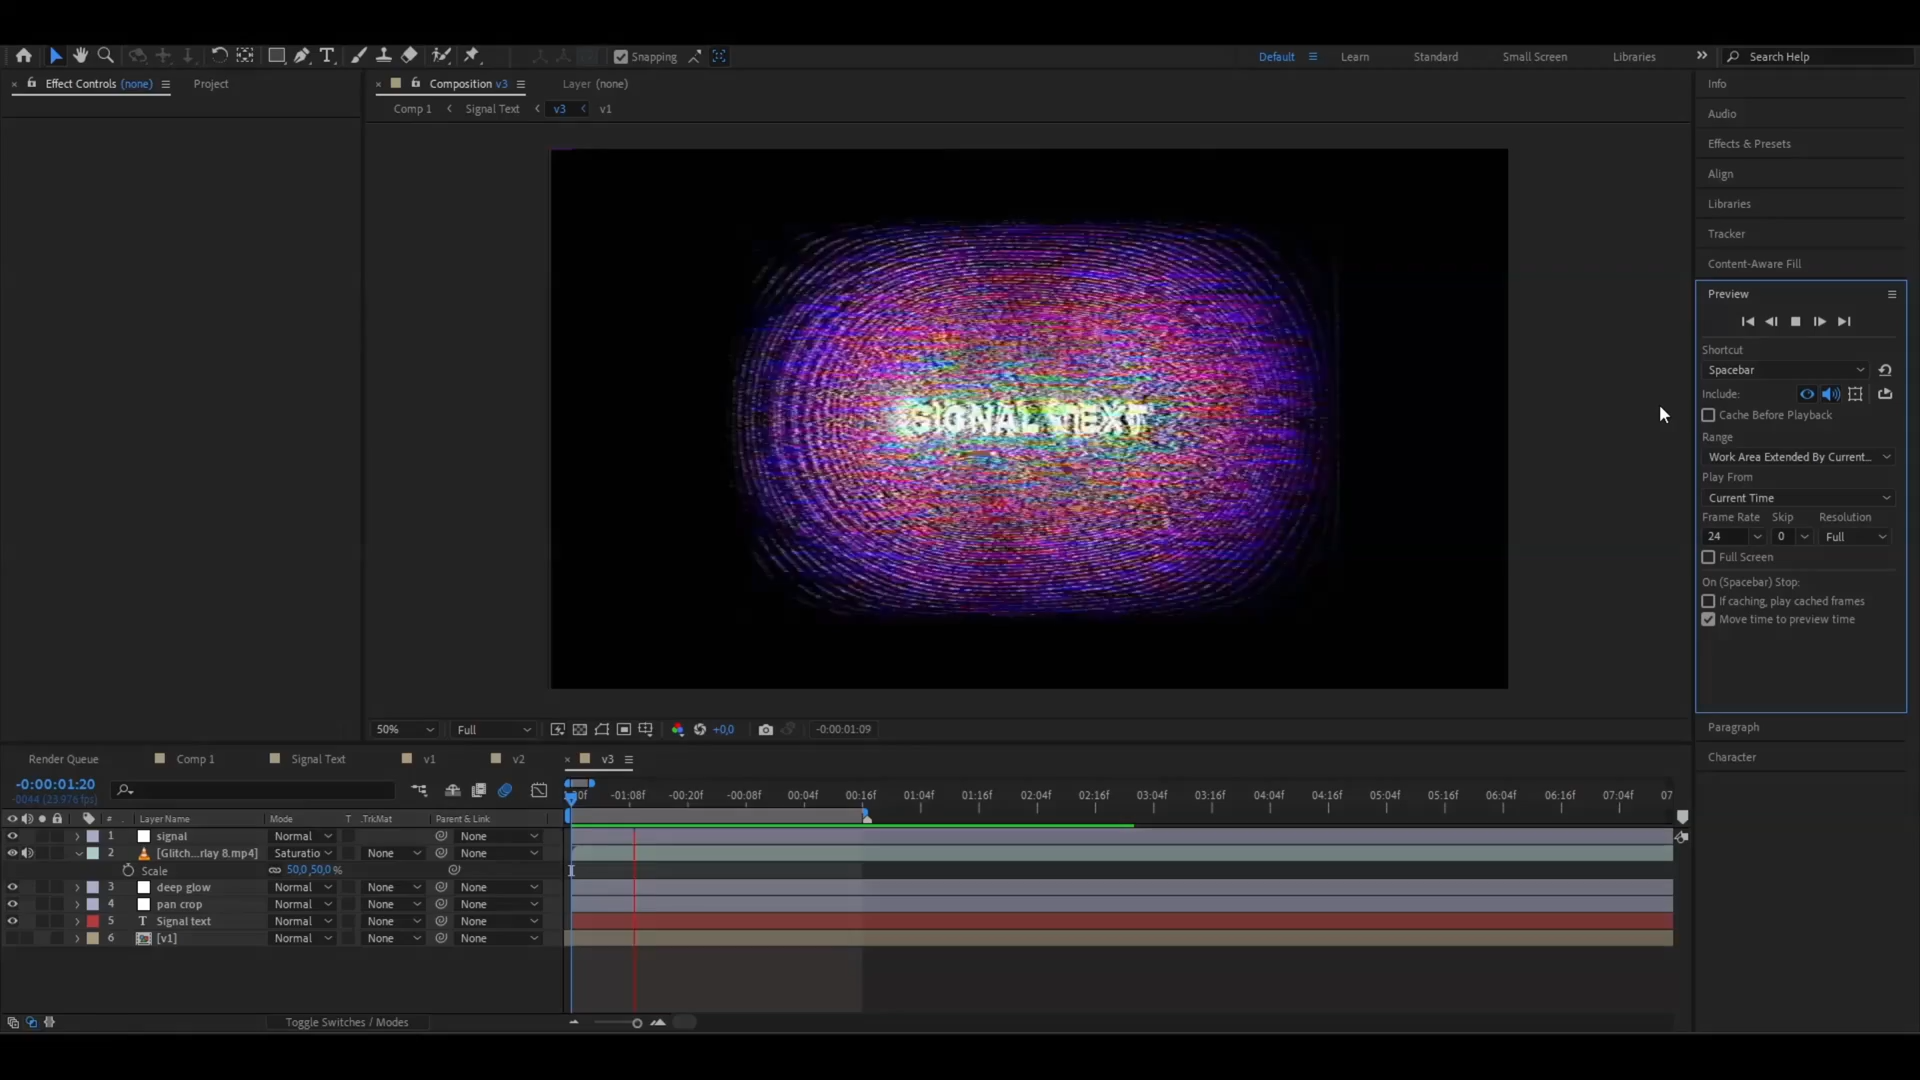 Snapping
Default
Learn
Standard
Small Screen
Libraries
Search Help
Effect Controls (none)
Project
Composition v3
Layer (none)
Comp 1
Signal Text
v3
v1
SIGNAL TEXT
Info
Audio
Effects & Presets
Align
Libraries
Tracker
Content-Aware Fill
Preview
Shortcut
Spacebar
Include:
Cache Before Playback
Range
Work Area Extended By Current...
Play From
Current Time
Frame Rate Skip Resolution
24 0 Full
Full Screen
On (Spacebar) Stop:
If caching, play cached frames
Move time to preview time
Paragraph
Character
50% Full +0,0 -0:00:01:09
Render Queue Comp 1 Signal Text v1 v2 v3
-0:00:01:20
-0044 (23.976 fps)
-01:08f -00:20f -00:08f 00:04f 00:16f 01:04f 01:16f 02:04f 02:16f 03:04f 03:16f 04:04f 04:16f 05:04f 05:16f 06:04f 06:16f 07:04f 07
# Layer Name Mode T .TrkMat Parent & Link
1 signal Normal None
2 [Glitch...rlay 8.mp4] Saturatio None None
Scale 50,0,50,0 %
3 deep glow Normal None None
4 pan crop Normal None None
5 T Signal text Normal None None
6 [v1] Normal None None
Toggle Switches / Modes